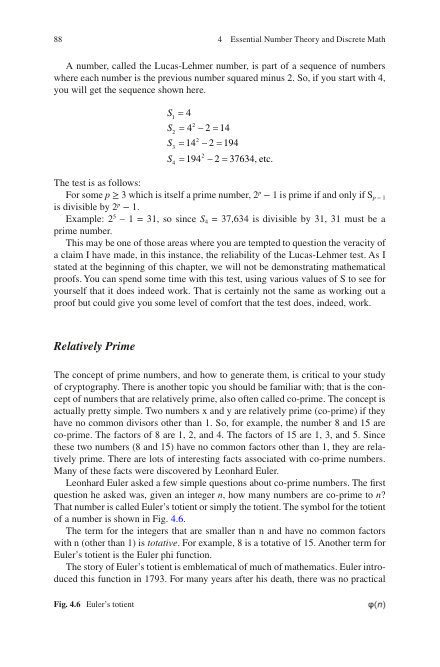 88
4 Essential Number Theory and Discrete Math
A number, called the Lucas-Lehmer number, is part of a sequence of numbers
where each number is the previous number squared minus 2. So, if you start with 4,
you will get the sequence shown here.
S₁ = 4
S₂ = 4² − 2 = 14
S₃ = 14² − 2 = 194
S₄ = 194² − 2 = 37634, etc.
The test is as follows:
For some p ≥ 3 which is itself a prime number, 2ᵖ − 1 is prime if and only if Sₚ₋₁
is divisible by 2ᵖ − 1.
Example: 2⁵ − 1 = 31, so since S₄ = 37,634 is divisible by 31, 31 must be a
prime number.
This may be one of those areas where you are tempted to question the veracity of
a claim I have made, in this instance, the reliability of the Lucas-Lehmer test. As I
stated at the beginning of this chapter, we will not be demonstrating mathematical
proofs. You can spend some time with this test, using various values of S to see for
yourself that it does indeed work. That is certainly not the same as working out a
proof but could give you some level of comfort that the test does, indeed, work.
Relatively Prime
The concept of prime numbers, and how to generate them, is critical to your study
of cryptography. There is another topic you should be familiar with; that is the con-
cept of numbers that are relatively prime, also often called co-prime. The concept is
actually pretty simple. Two numbers x and y are relatively prime (co-prime) if they
have no common divisors other than 1. So, for example, the number 8 and 15 are
co-prime. The factors of 8 are 1, 2, and 4. The factors of 15 are 1, 3, and 5. Since
these two numbers (8 and 15) have no common factors other than 1, they are rela-
tively prime. There are lots of interesting facts associated with co-prime numbers.
Many of these facts were discovered by Leonhard Euler.
Leonhard Euler asked a few simple questions about co-prime numbers. The first
question he asked was, given an integer n, how many numbers are co-prime to n?
That number is called Euler's totient or simply the totient. The symbol for the totient
of a number is shown in Fig. 4.6.
The term for the integers that are smaller than n and have no common factors
with n (other than 1) is totative. For example, 8 is a totative of 15. Another term for
Euler's totient is the Euler phi function.
The story of Euler's totient is emblematical of much of mathematics. Euler intro-
duced this function in 1793. For many years after his death, there was no practical
Fig. 4.6 Euler's totient
φ(n)